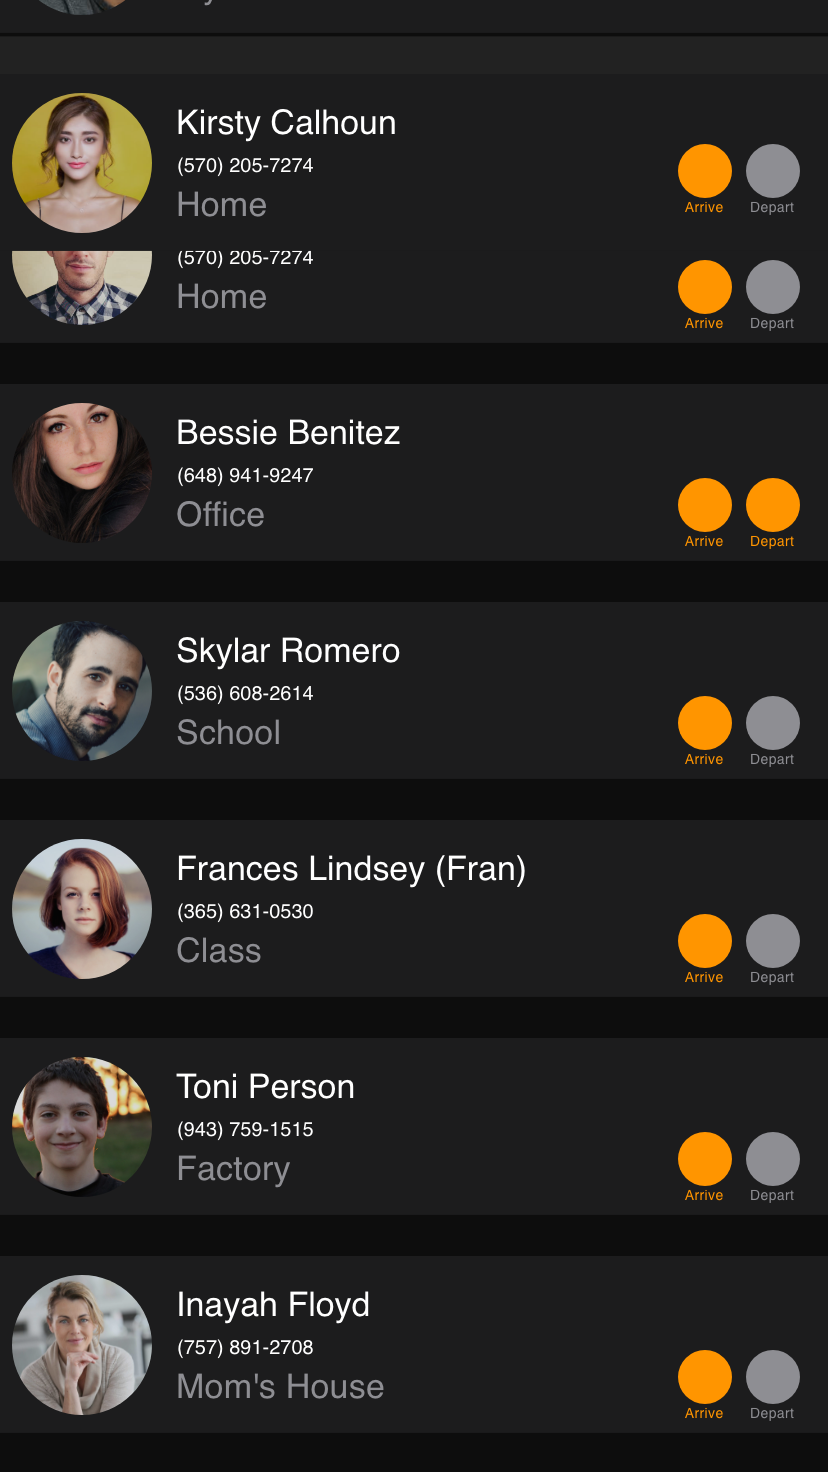 Kirsty Calhoun
(570) 205-7274
Home
Arrive Depart
(570) 205-7274
Home
Arrive Depart
Bessie Benitez
(648) 941-9247
Office
Arrive Depart
Skylar Romero
(536) 608-2614
School
Arrive Depart
Frances Lindsey (Fran)
(365) 631-0530
Class
Arrive Depart
Toni Person
(943) 759-1515
Factory
Arrive Depart
Inayah Floyd
(757) 891-2708
Mom's House
Arrive Depart